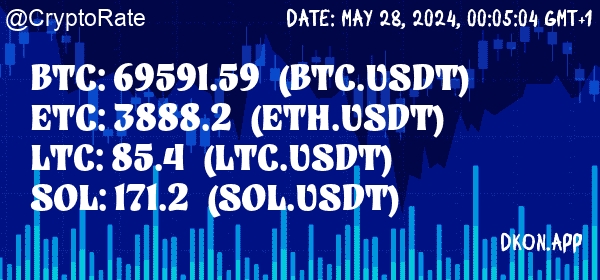 @CryptoRate
DATE: MAY 28, 2024, 00:05:04 GMT+1
BTC: 69591.59 (BTC.USDT)
ETC: 3888.2 (ETH.USDT)
LTC: 85.4 (LTC.USDT)
SOL: 171.2 (SOL.USDT)
DKON.APP